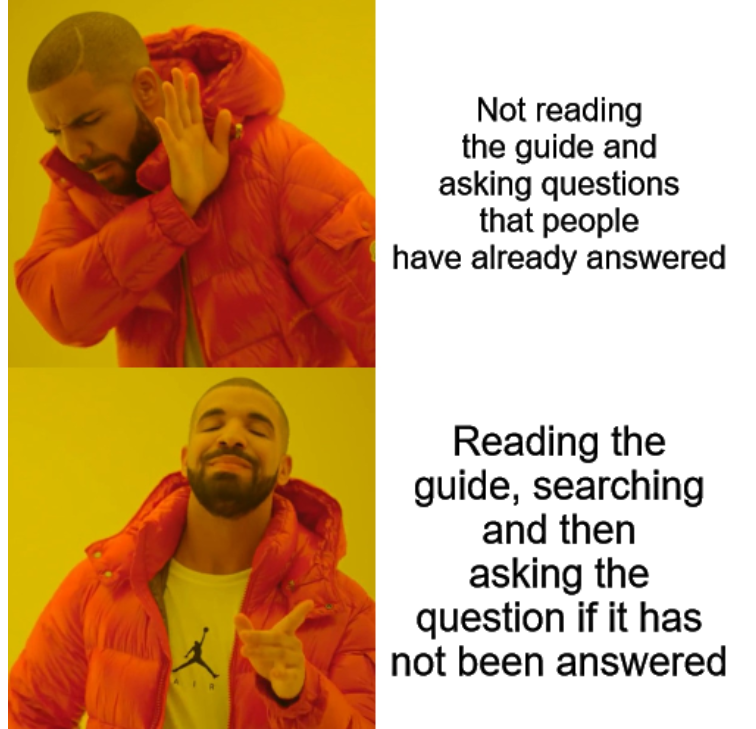 Not reading
the guide and
asking questions
that people
have already answered
Reading the
guide, searching
and then
asking the
question if it has
not been answered
AIR